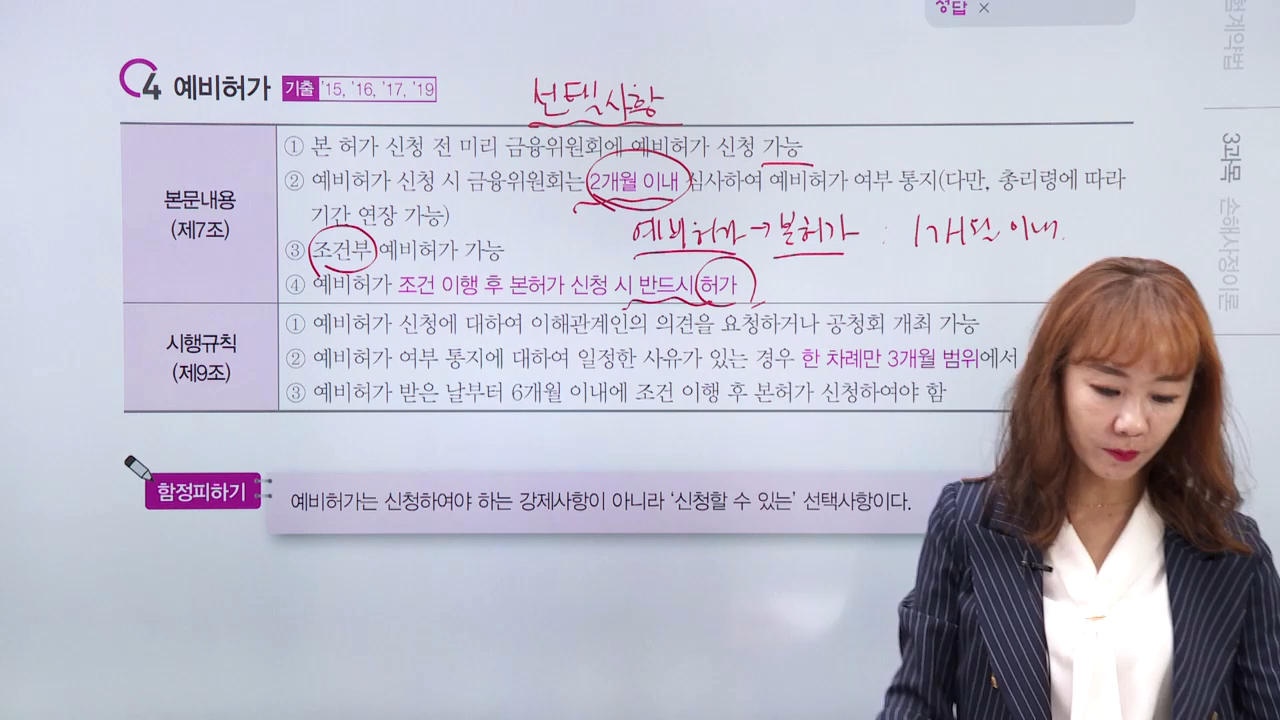 정답 ×
4 예비허가 기출 '15, '16, '17, '19
선택사항
본문내용
(제7조)
① 본 허가 신청 전 미리 금융위원회에 예비허가 신청 가능
② 예비허가 신청 시 금융위원회는 2개월 이내 심사하여 예비허가 여부 통지(다만, 총리령에 따라
기간 연장 가능)
예비허가 → 본허가 : 1개월 이내.
③ 조건부 예비허가 가능
④ 예비허가 조건 이행 후 본허가 신청 시 반드시 허가
시행규칙
(제9조)
① 예비허가 신청에 대하여 이해관계인의 의견을 요청하거나 공청회 개최 가능
② 예비허가 여부 통지에 대하여 일정한 사유가 있는 경우 한 차례만 3개월 범위에서
③ 예비허가 받은 날부터 6개월 이내에 조건 이행 후 본허가 신청하여야 함
함정피하기
예비허가는 신청하여야 하는 강제사항이 아니라 '신청할 수 있는' 선택사항이다.
험계약법
3과목 손해사정이론